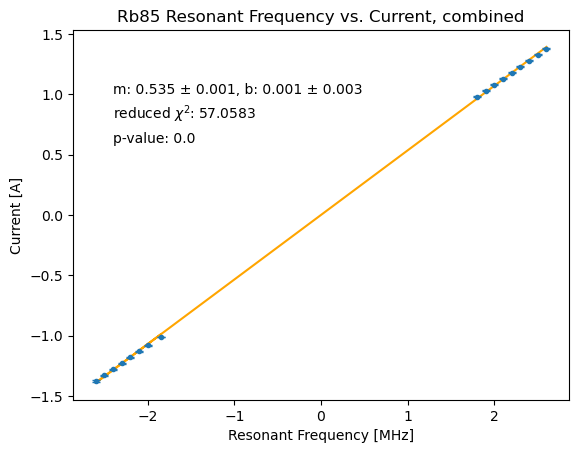 Rb85 Resonant Frequency vs. Current, combined
m: 0.535 ± 0.001, b: 0.001 ± 0.003
reduced χ²: 57.0583
p-value: 0.0
Current [A]
1.5
1.0
0.5
0.0
−0.5
−1.0
−1.5
−2
−1
0
1
2
Resonant Frequency [MHz]